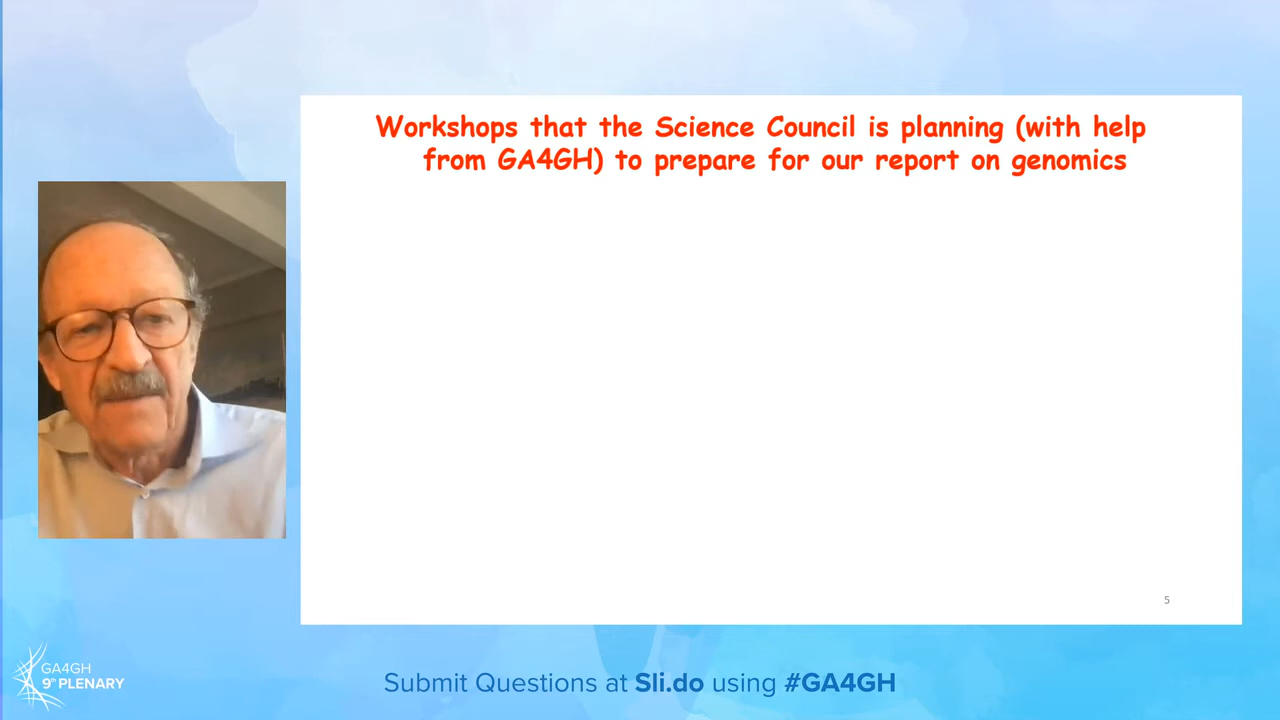 Workshops that the Science Council is planning (with help
from GA4GH) to prepare for our report on genomics
5
GA4GH
9th PLENARY
Submit Questions at Sli.do using #GA4GH